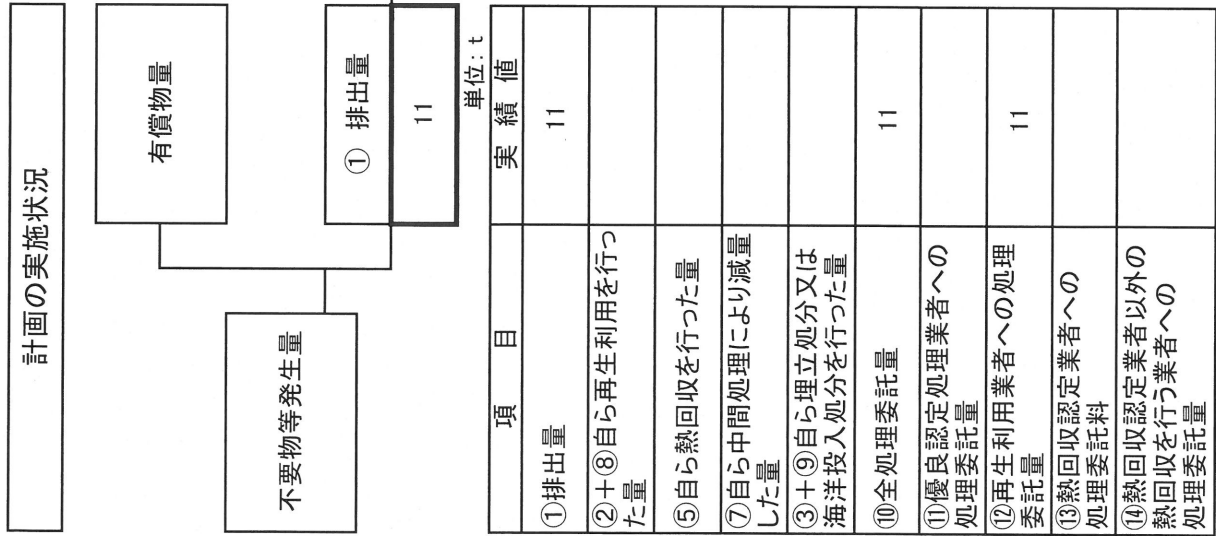 計画の実施状況
有償物量
不要物等発生量
① 排出量
11
単位:t
項 目
実 績 値
①排出量
11
②+⑧自ら再生利用を行っ
た量
⑤自ら熱回収を行った量
⑦自ら中間処理により減量
した量
③+⑨自ら埋立処分又は
海洋投入処分を行った量
⑩全処理委託量
11
⑪優良認定処理業者への
処理委託量
⑫再生利用業者への処理
委託量
11
⑬熱回収認定業者への
処理委託料
⑭熱回収認定業者以外の
熱回収を行う業者への
処理委託量